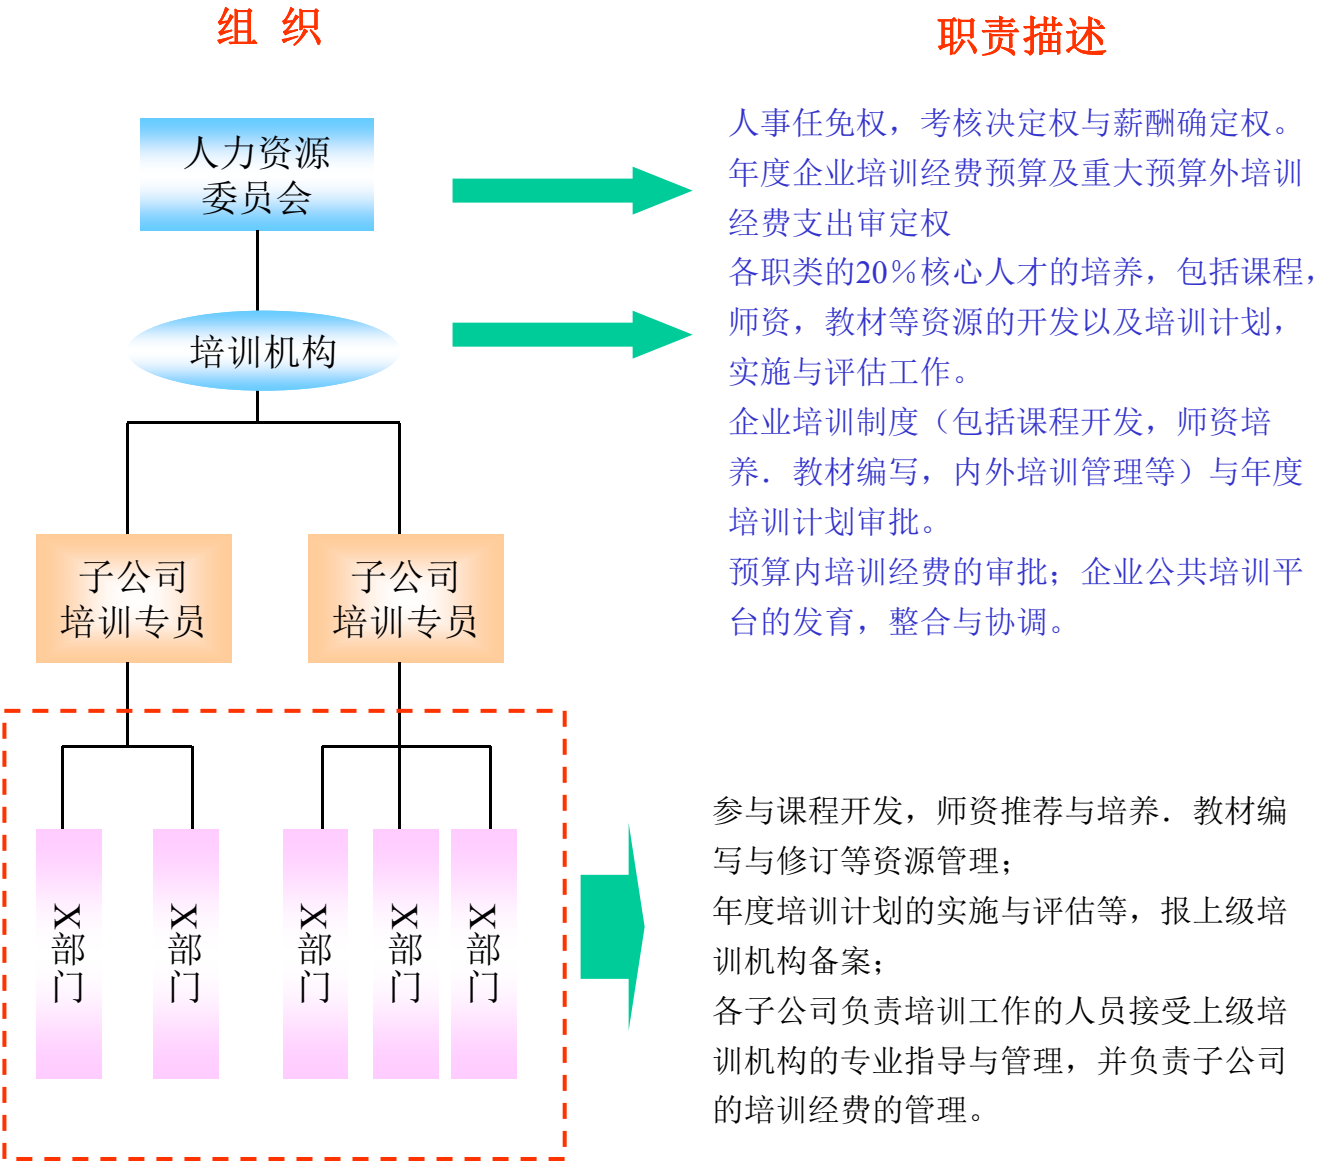 组 织
职责描述
人力资源
委员会
人事任免权，考核决定权与薪酬确定权。
年度企业培训经费预算及重大预算外培训
经费支出审定权
培训机构
各职类的20％核心人才的培养，包括课程，
师资，教材等资源的开发以及培训计划，
实施与评估工作。
企业培训制度（包括课程开发，师资培
养．教材编写，内外培训管理等）与年度
培训计划审批。
预算内培训经费的审批；企业公共培训平
台的发育，整合与协调。
子公司
培训专员
子公司
培训专员
X部门
X部门
X部门
X部门
X部门
参与课程开发，师资推荐与培养．教材编
写与修订等资源管理；
年度培训计划的实施与评估等，报上级培
训机构备案；
各子公司负责培训工作的人员接受上级培
训机构的专业指导与管理，并负责子公司
的培训经费的管理。